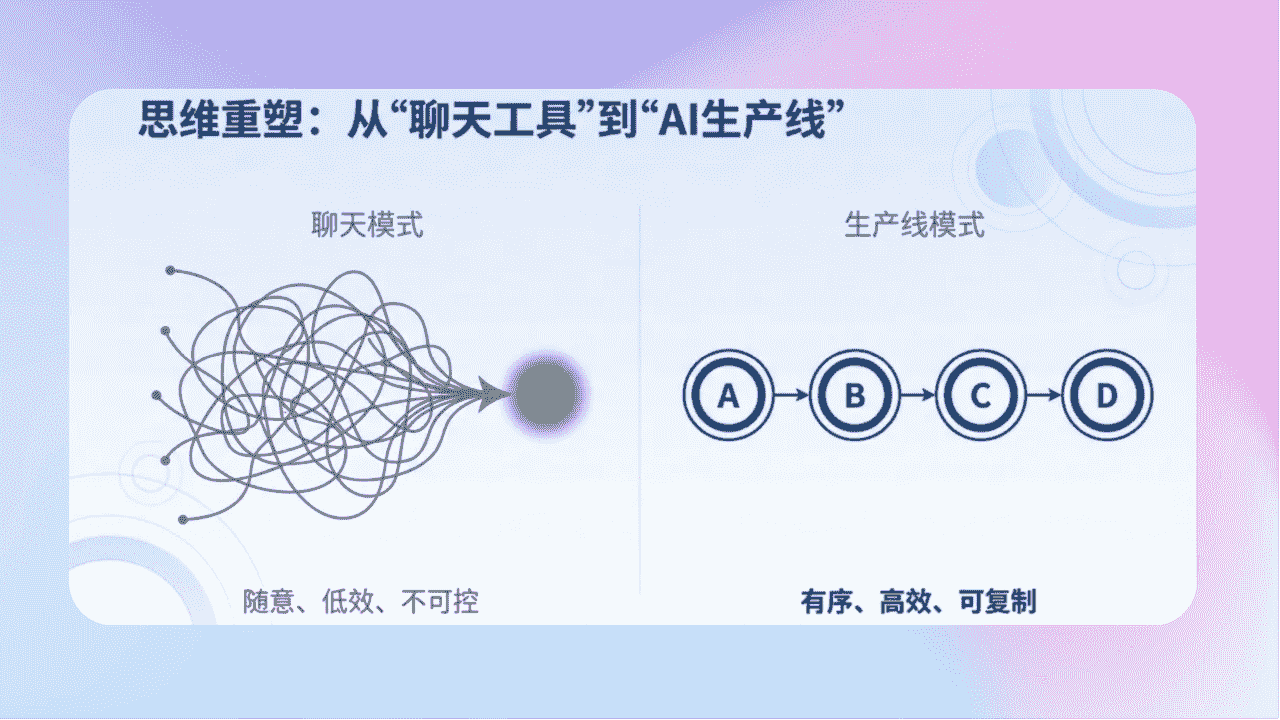 思维重塑：从“聊天工具”到“AI生产线”
聊天模式
随意、低效、不可控
生产线模式
A
B
C
D
有序、高效、可复制